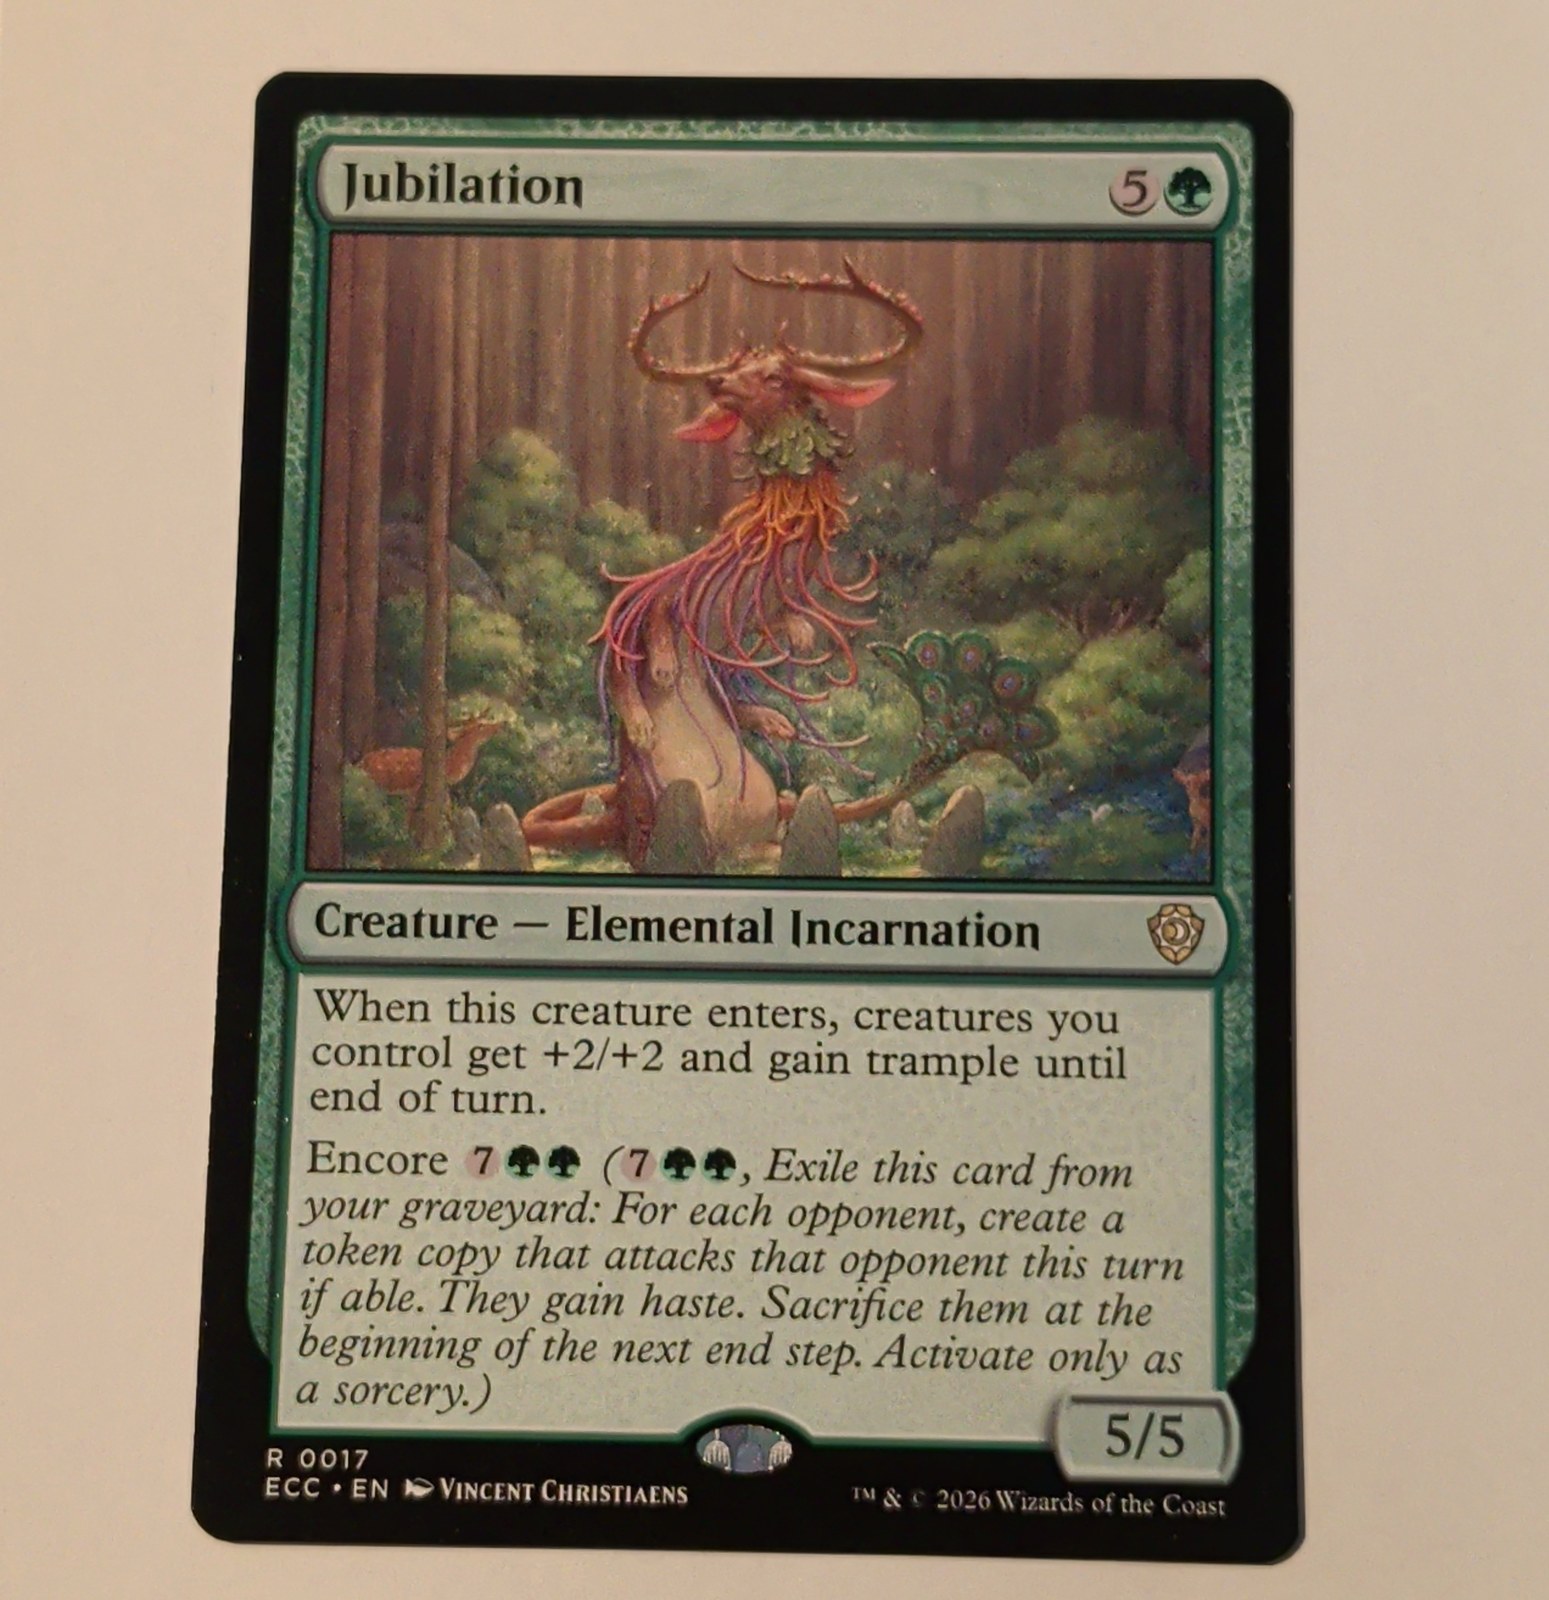 Jubilation 5
Creature — Elemental Incarnation
When this creature enters, creatures you
control get +2/+2 and gain trample until
end of turn.
Encore 7 (7, Exile this card from
your graveyard: For each opponent, create a
token copy that attacks that opponent this turn
if able. They gain haste. Sacrifice them at the
beginning of the next end step. Activate only as
a sorcery.)
5/5
R 0017
ECC • EN VINCENT CHRISTIAENS
™ & © 2026 Wizards of the Coast